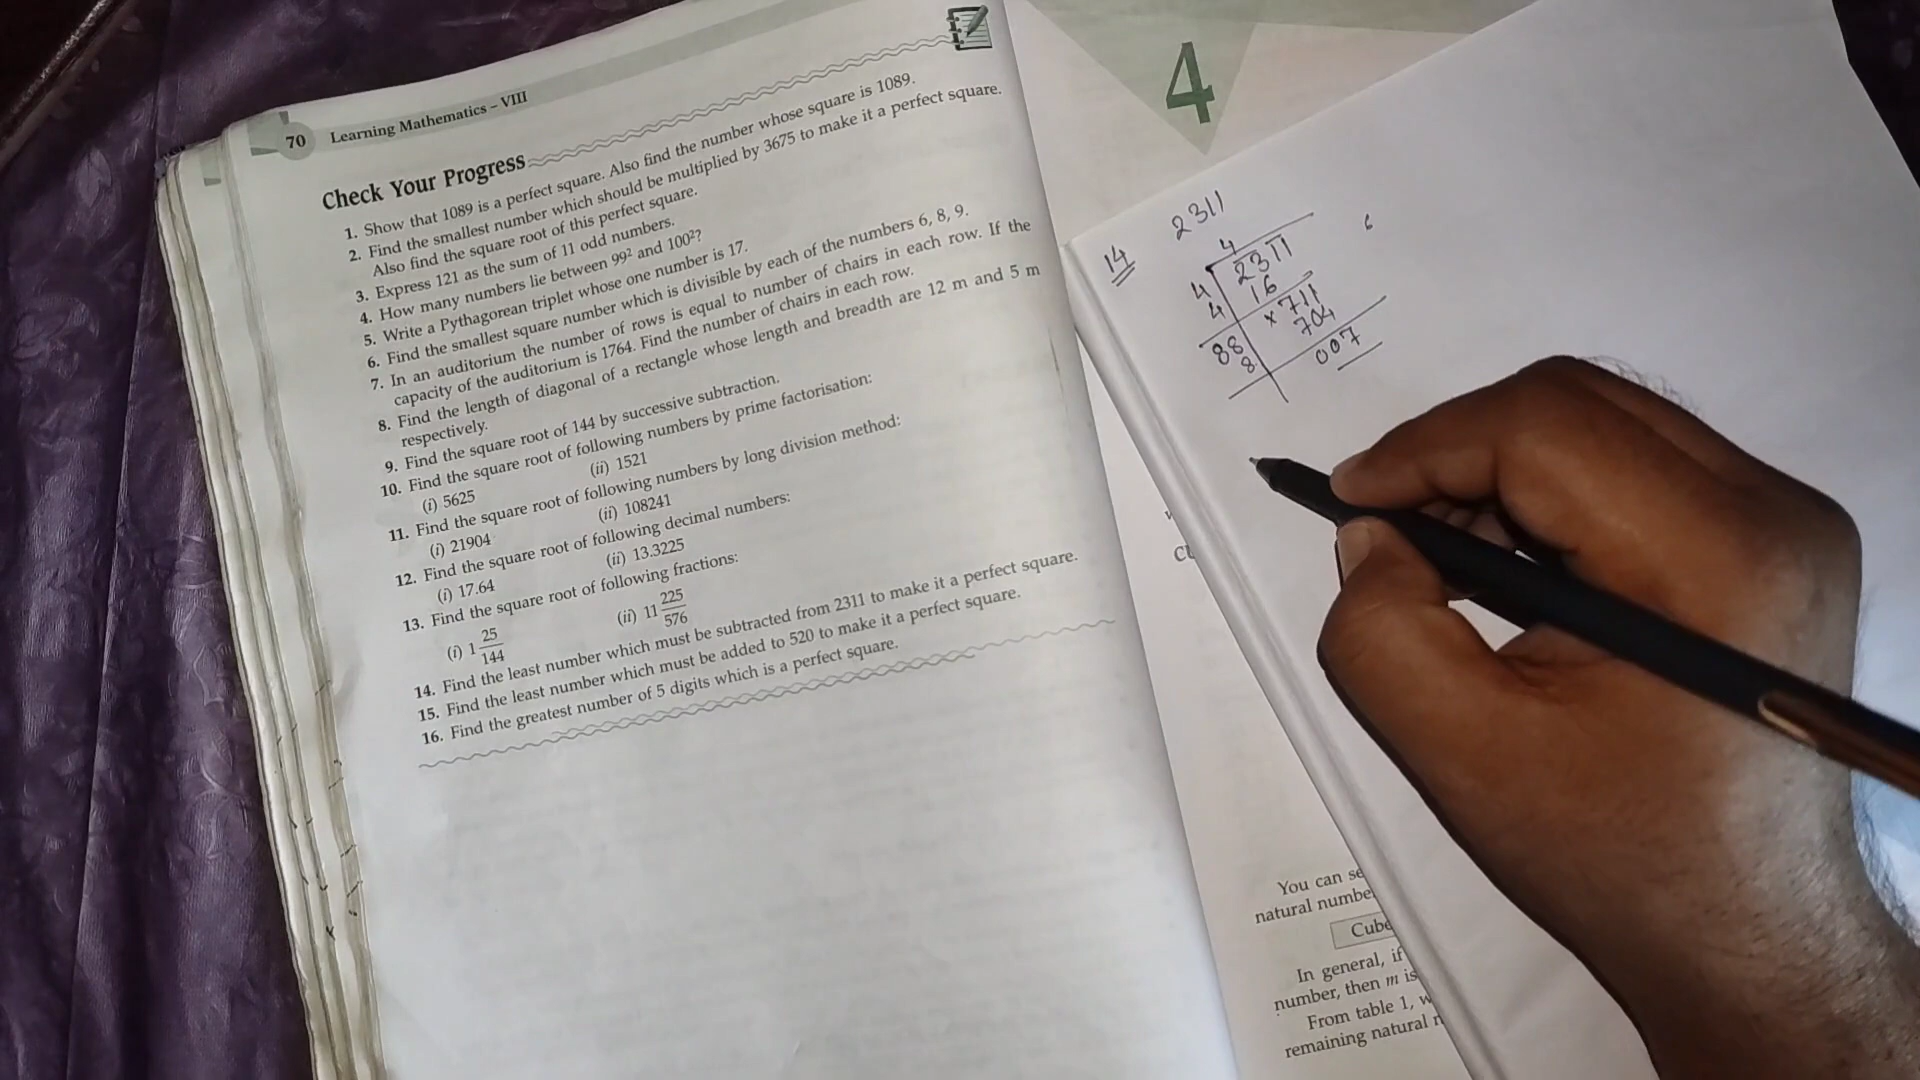 70 Learning Mathematics – VIII
Check Your Progress
1. Show that 1089 is a perfect square. Also find the number whose square is 1089.
2. Find the smallest number which should be multiplied by 3675 to make it a perfect square.
Also find the square root of this perfect square.
3. Express 121 as the sum of 11 odd numbers.
4. How many numbers lie between 99² and 100²?
5. Write a Pythagorean triplet whose one number is 17.
6. Find the smallest square number which is divisible by each of the numbers 6, 8, 9.
7. In an auditorium the number of rows is equal to number of chairs in each row. If the
capacity of the auditorium is 1764. Find the number of chairs in each row.
8. Find the length of diagonal of a rectangle whose length and breadth are 12 m and 5 m
respectively.
9. Find the square root of 144 by successive subtraction.
10. Find the square root of following numbers by prime factorisation:
(i) 5625 (ii) 1521
11. Find the square root of following numbers by long division method:
(i) 21904 (ii) 108241
12. Find the square root of following decimal numbers:
(i) 17.64 (ii) 13.3225
13. Find the square root of following fractions:
(i) 1 25/144 (ii) 11 225/576
14. Find the least number which must be subtracted from 2311 to make it a perfect square.
15. Find the least number which must be added to 520 to make it a perfect square.
16. Find the greatest number of 5 digits which is a perfect square.
4
14 2311
4
4 2311
4 16
88 × 711
8 704
007
You can se
natural numbe
Cube
In general, if
number, then m is
From table 1, w
remaining natural n